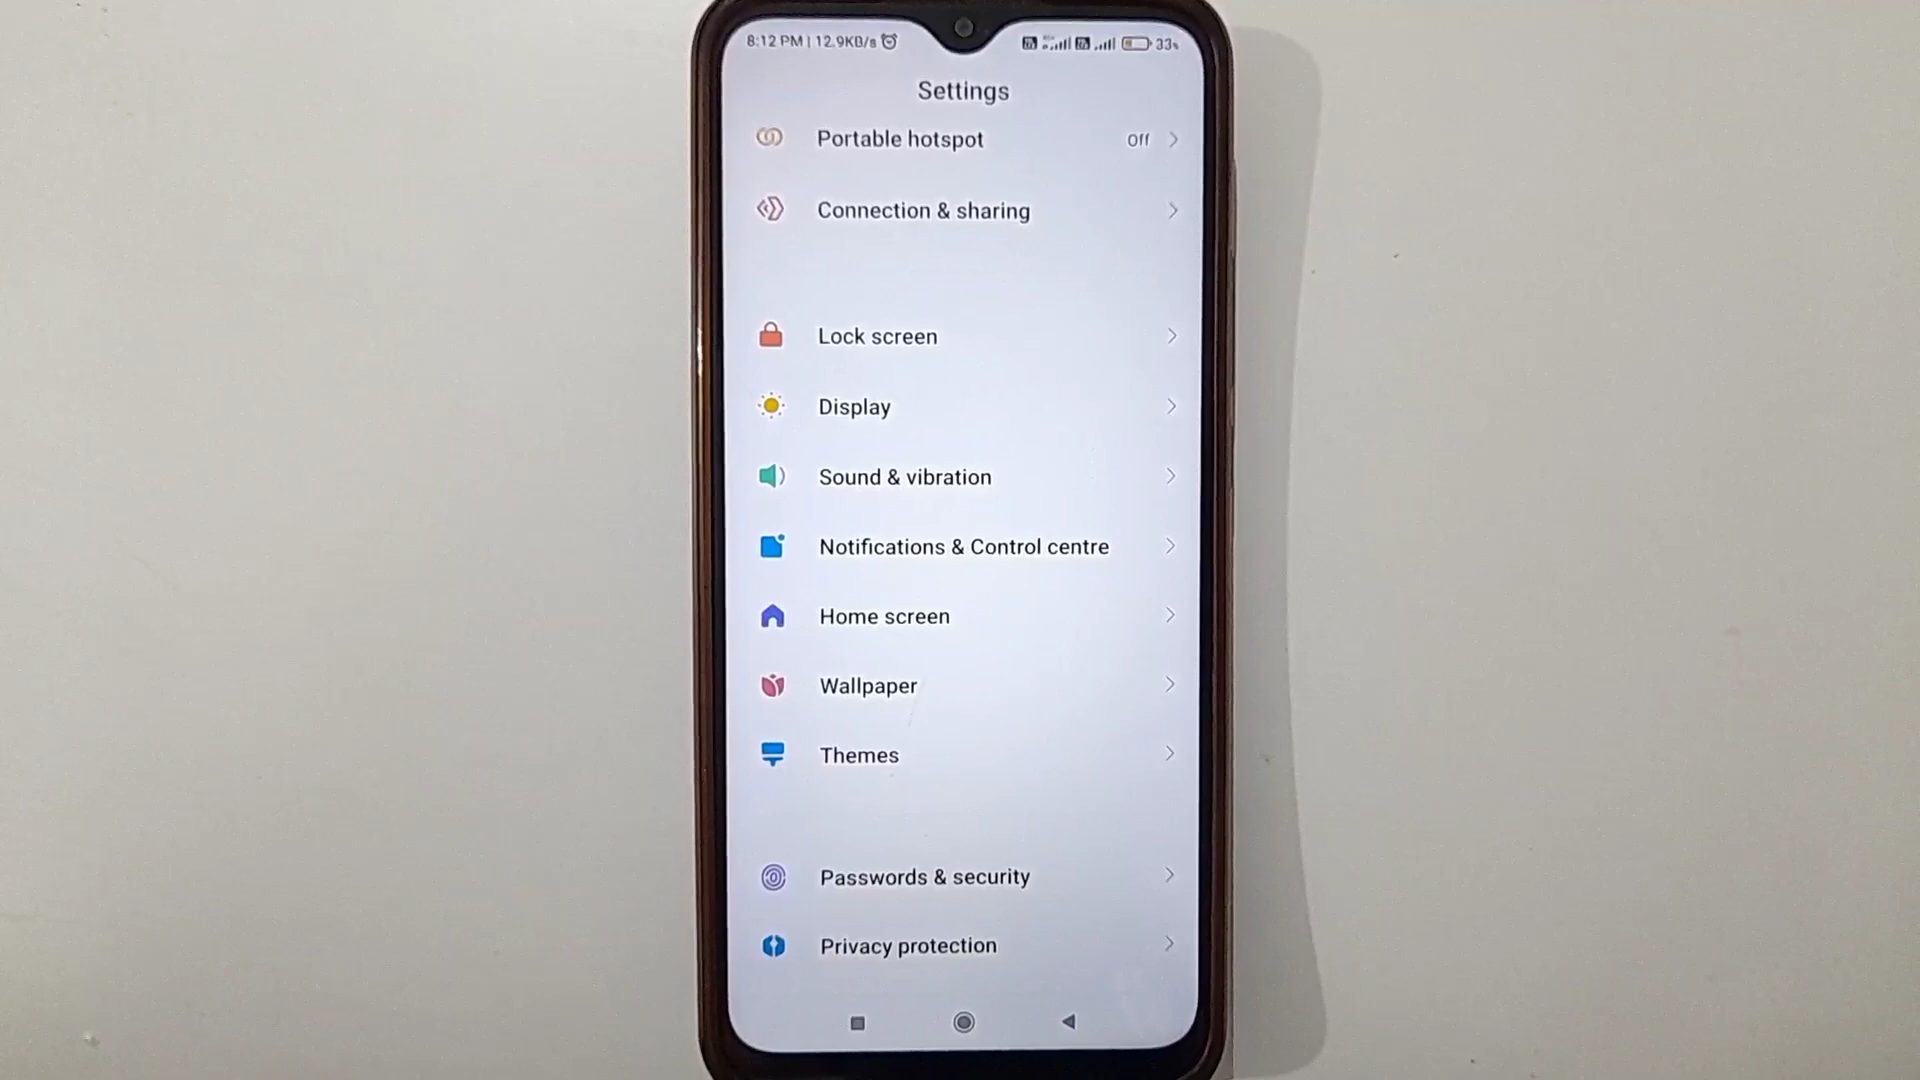 8:12 PM | 12.9KB/s
33%
Settings
Portable hotspot
Off
Connection & sharing
Lock screen
Display
Sound & vibration
Notifications & Control centre
Home screen
Wallpaper
Themes
Passwords & security
Privacy protection